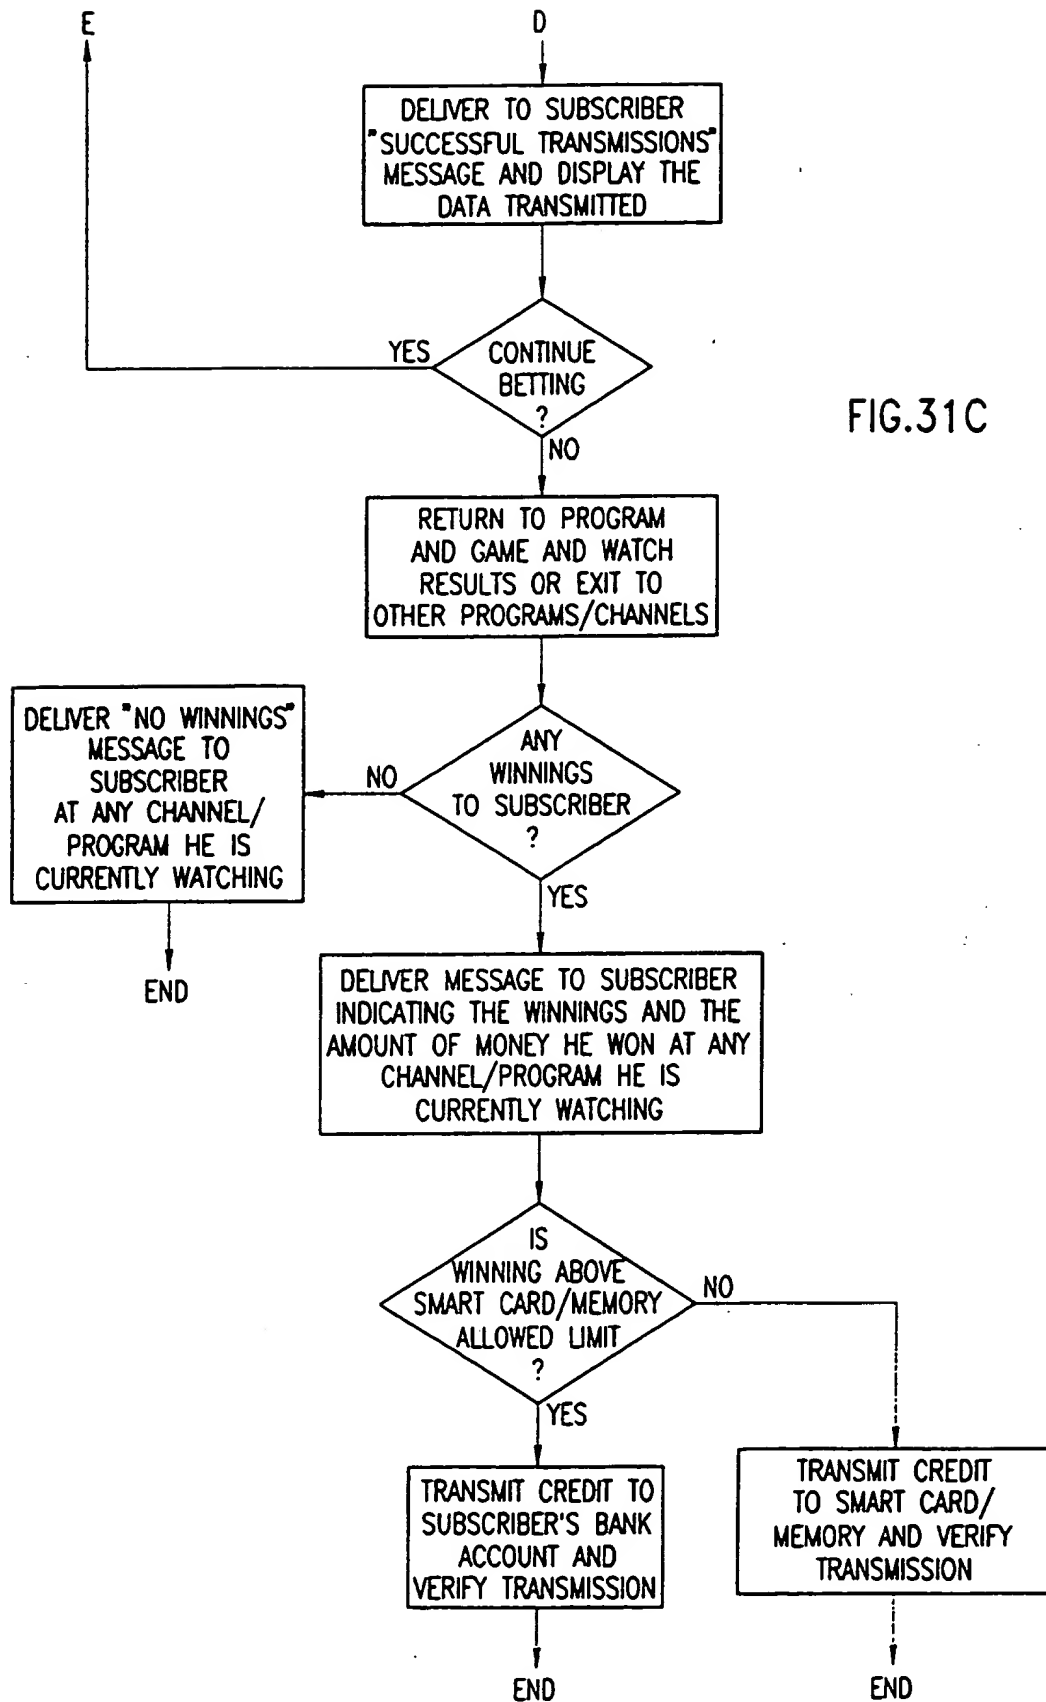 E
D
DELIVER TO SUBSCRIBER
"SUCCESSFUL TRANSMISSIONS"
MESSAGE AND DISPLAY THE
DATA TRANSMITTED
YES
CONTINUE
BETTING
?
NO
FIG.31C
RETURN TO PROGRAM
AND GAME AND WATCH
RESULTS OR EXIT TO
OTHER PROGRAMS/CHANNELS
DELIVER "NO WINNINGS"
MESSAGE TO
SUBSCRIBER
AT ANY CHANNEL/
PROGRAM HE IS
CURRENTLY WATCHING
NO
ANY
WINNINGS
TO SUBSCRIBER
?
YES
END
DELIVER MESSAGE TO SUBSCRIBER
INDICATING THE WINNINGS AND THE
AMOUNT OF MONEY HE WON AT ANY
CHANNEL/PROGRAM HE IS
CURRENTLY WATCHING
IS
WINNING ABOVE
SMART CARD/MEMORY
ALLOWED LIMIT
?
NO
YES
TRANSMIT CREDIT TO
SUBSCRIBER'S BANK
ACCOUNT AND
VERIFY TRANSMISSION
TRANSMIT CREDIT
TO SMART CARD/
MEMORY AND VERIFY
TRANSMISSION
END
END